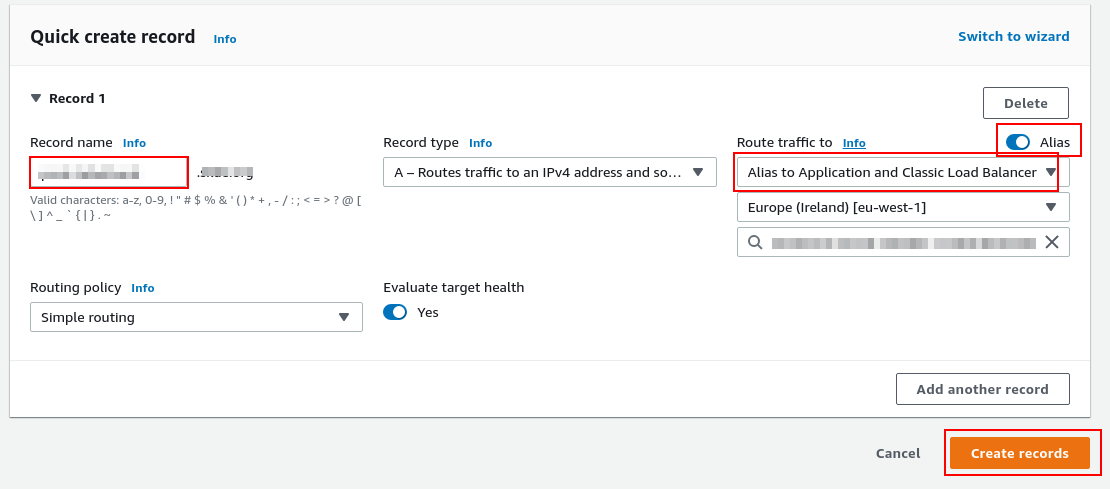 Quick create record Info
Switch to wizard
Record 1
Delete
Record name Info
Record type Info
Route traffic to Info
Alias
A – Routes traffic to an IPv4 address and so...
Alias to Application and Classic Load Balancer
Valid characters: a-z, 0-9, ! " # $ % & ' ( ) * + , - / : ; < = > ? @ [
\ ] ^ _ ` { | } . ~
Europe (Ireland) [eu-west-1]
Routing policy Info
Evaluate target health
Simple routing
Yes
Add another record
Cancel
Create records